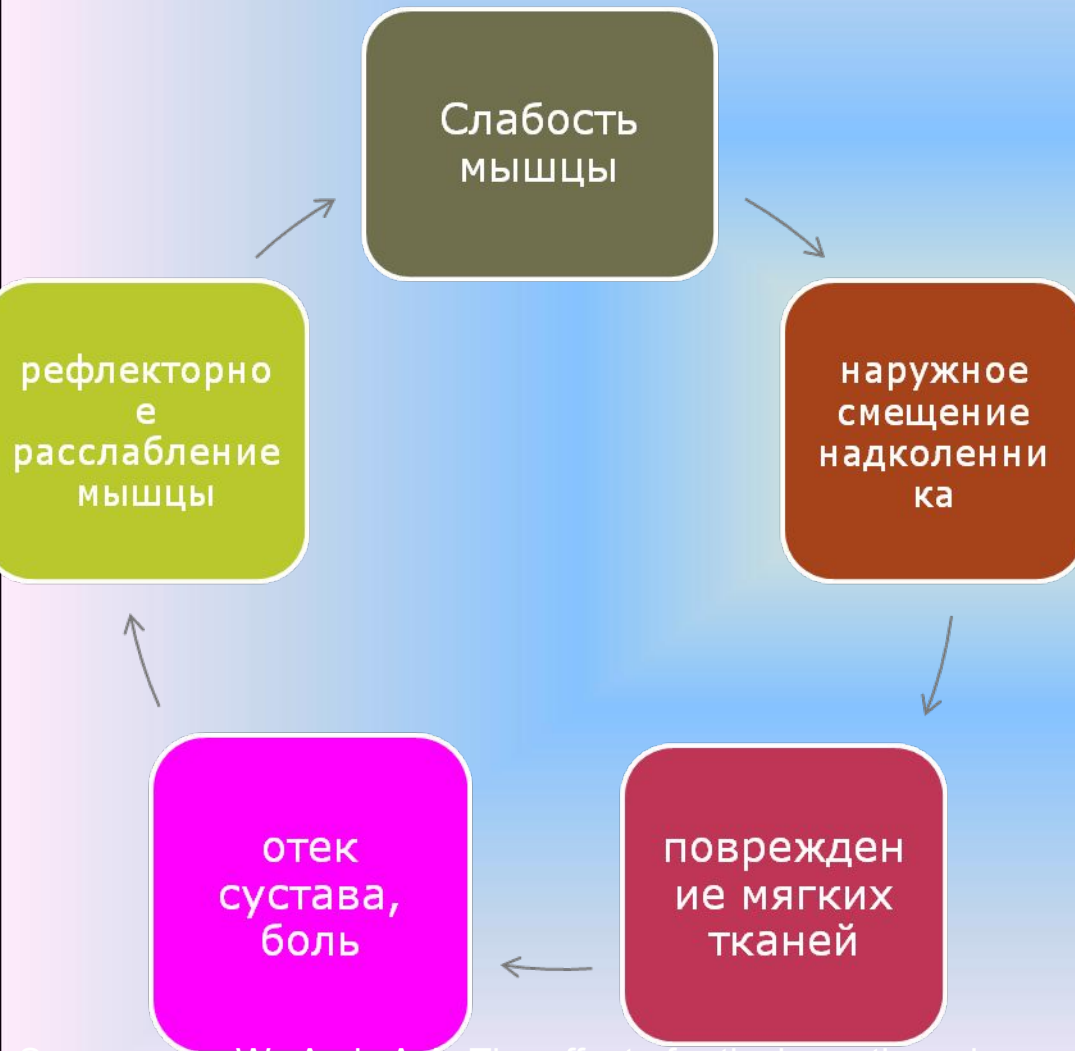 Слабость
мышцы
наружное
смещение
надколенни
ка
поврежден
ие мягких
тканей
отек
сустава,
боль
рефлекторно
е
расслабление
мышцы